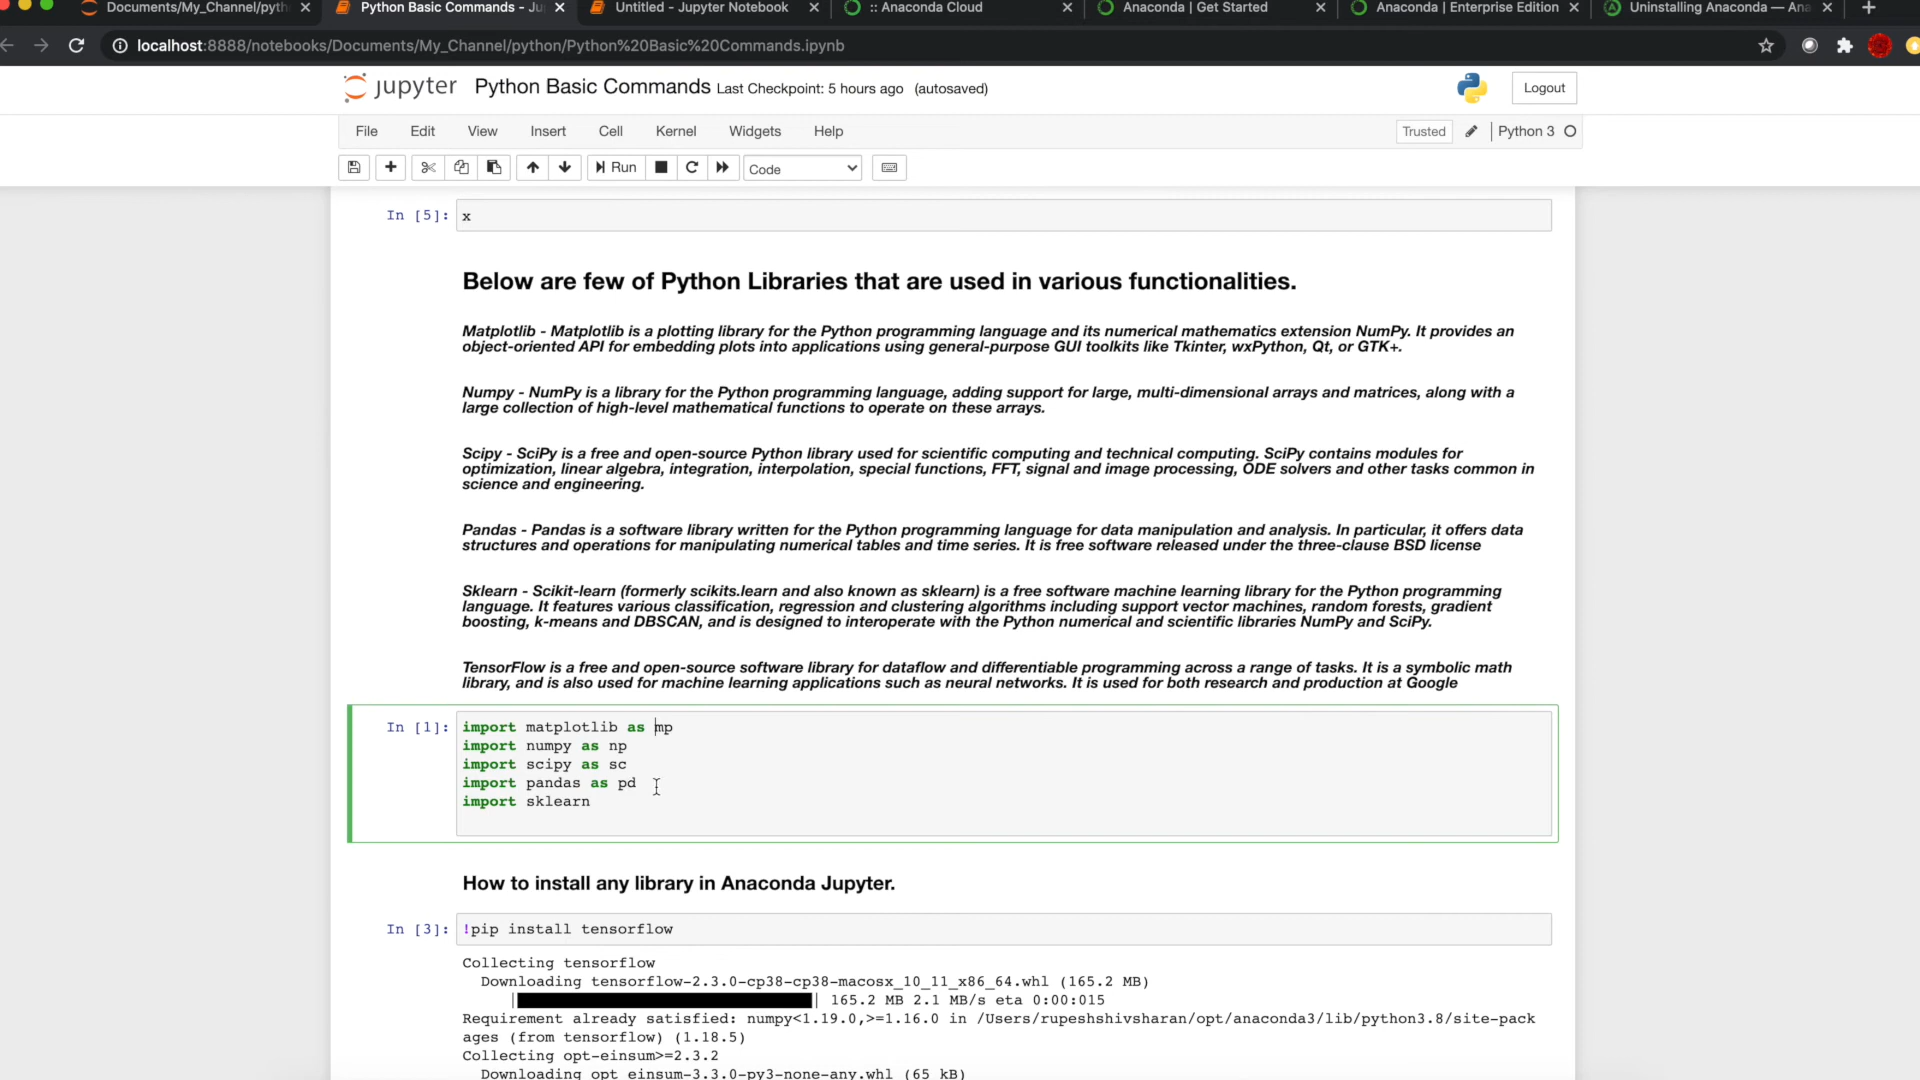 Documents/My_Channel/pyth
Python Basic Commands - Ju
Untitled - Jupyter Notebook
:: Anaconda Cloud
Anaconda | Get Started
Anaconda | Enterprise Edition
Uninstalling Anaconda — Ana
localhost:8888/notebooks/Documents/My_Channel/python/Python%20Basic%20Commands.ipynb
jupyter Python Basic Commands Last Checkpoint: 5 hours ago (autosaved)
Logout
File Edit View Insert Cell Kernel Widgets Help
Trusted Python 3
Run Code
In [5]: x
Below are few of Python Libraries that are used in various functionalities.
Matplotlib - Matplotlib is a plotting library for the Python programming language and its numerical mathematics extension NumPy. It provides an
object-oriented API for embedding plots into applications using general-purpose GUI toolkits like Tkinter, wxPython, Qt, or GTK+.
Numpy - NumPy is a library for the Python programming language, adding support for large, multi-dimensional arrays and matrices, along with a
large collection of high-level mathematical functions to operate on these arrays.
Scipy - SciPy is a free and open-source Python library used for scientific computing and technical computing. SciPy contains modules for
optimization, linear algebra, integration, interpolation, special functions, FFT, signal and image processing, ODE solvers and other tasks common in
science and engineering.
Pandas - Pandas is a software library written for the Python programming language for data manipulation and analysis. In particular, it offers data
structures and operations for manipulating numerical tables and time series. It is free software released under the three-clause BSD license
Sklearn - Scikit-learn (formerly scikits.learn and also known as sklearn) is a free software machine learning library for the Python programming
language. It features various classification, regression and clustering algorithms including support vector machines, random forests, gradient
boosting, k-means and DBSCAN, and is designed to interoperate with the Python numerical and scientific libraries NumPy and SciPy.
TensorFlow is a free and open-source software library for dataflow and differentiable programming across a range of tasks. It is a symbolic math
library, and is also used for machine learning applications such as neural networks. It is used for both research and production at Google
In [1]: import matplotlib as mp
import numpy as np
import scipy as sc
import pandas as pd
import sklearn
How to install any library in Anaconda Jupyter.
In [3]: !pip install tensorflow
Collecting tensorflow
Downloading tensorflow-2.3.0-cp38-cp38-macosx_10_11_x86_64.whl (165.2 MB)
|| 165.2 MB 2.1 MB/s eta 0:00:015
Requirement already satisfied: numpy<1.19.0,>=1.16.0 in /Users/rupeshshivsharan/opt/anaconda3/lib/python3.8/site-pack
ages (from tensorflow) (1.18.5)
Collecting opt-einsum>=2.3.2
Downloading opt_einsum-3.3.0-py3-none-any.whl (65 kB)